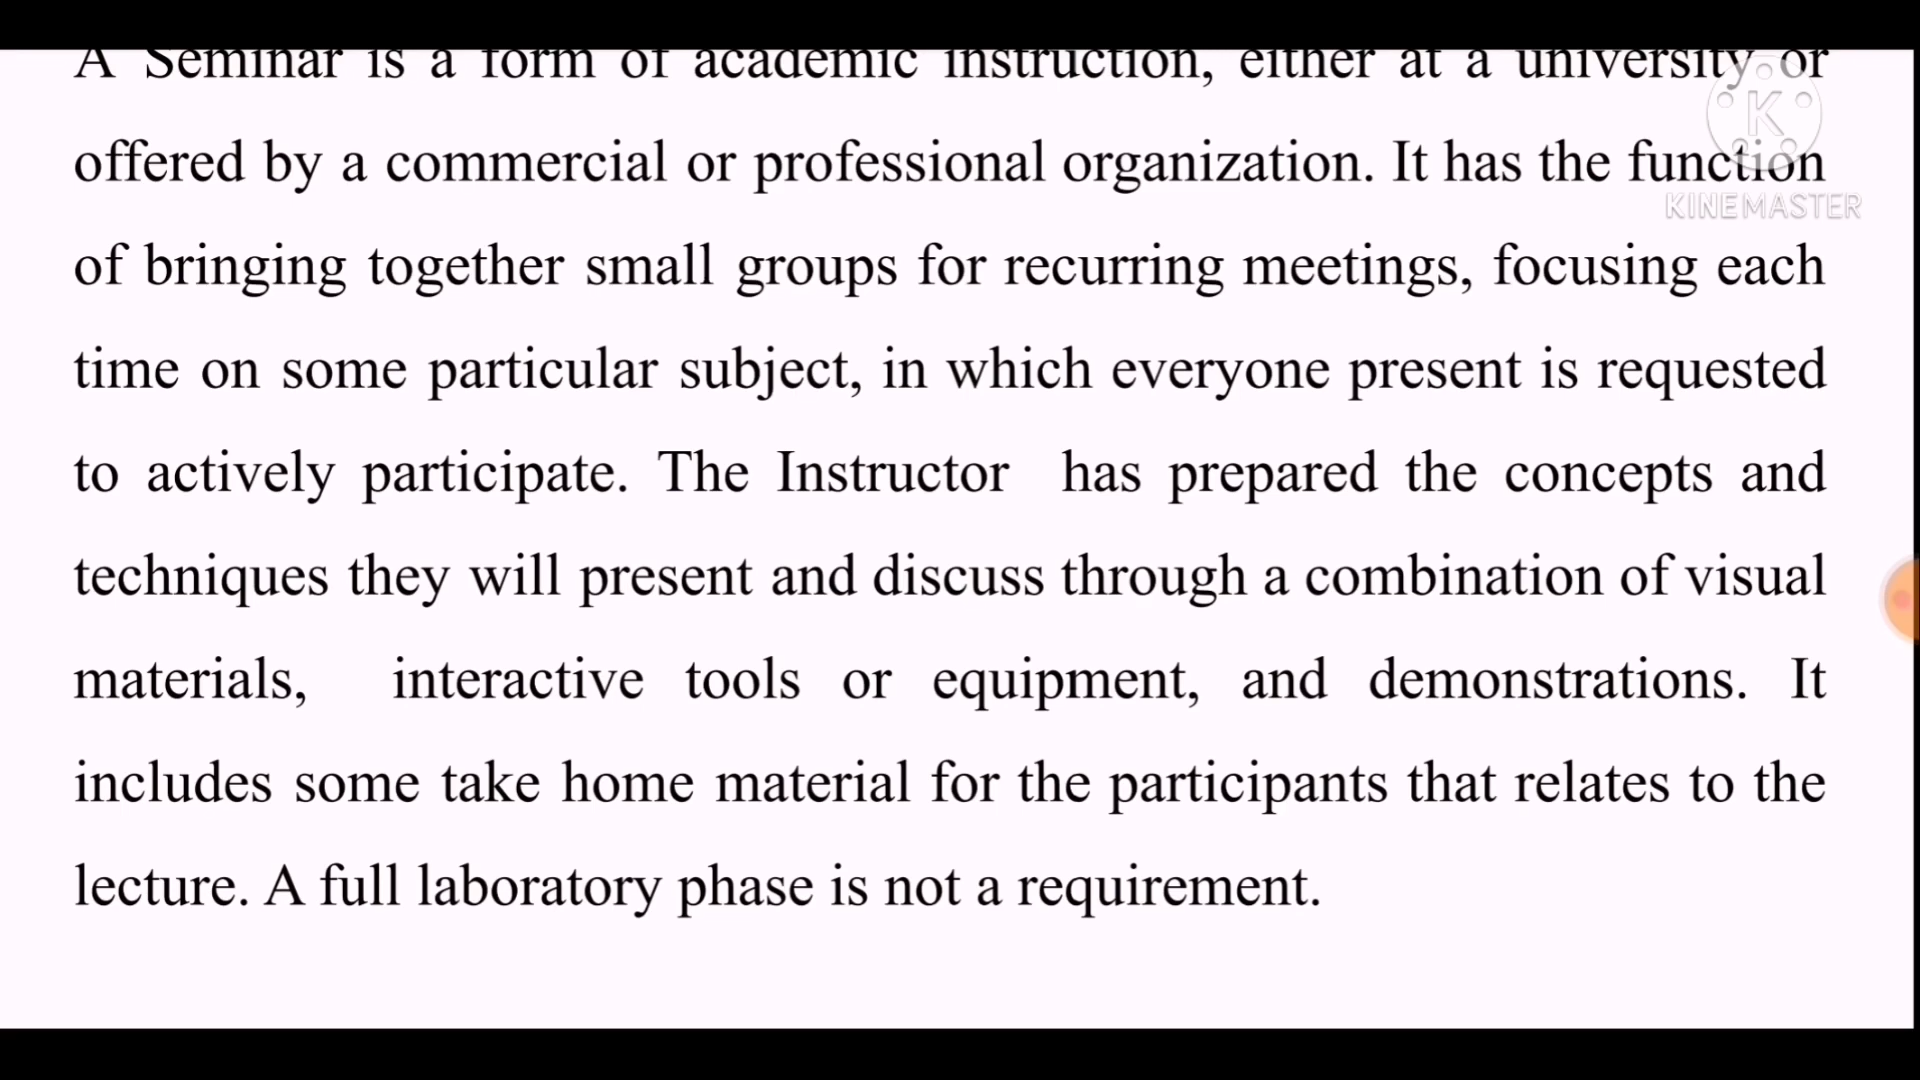 A Seminar is a form of academic instruction, either at a university or
offered by a commercial or professional organization. It has the function
of bringing together small groups for recurring meetings, focusing each
time on some particular subject, in which everyone present is requested
to actively participate. The Instructor has prepared the concepts and
techniques they will present and discuss through a combination of visual
materials, interactive tools or equipment, and demonstrations. It
includes some take home material for the participants that relates to the
lecture. A full laboratory phase is not a requirement.
K
KINEMASTER